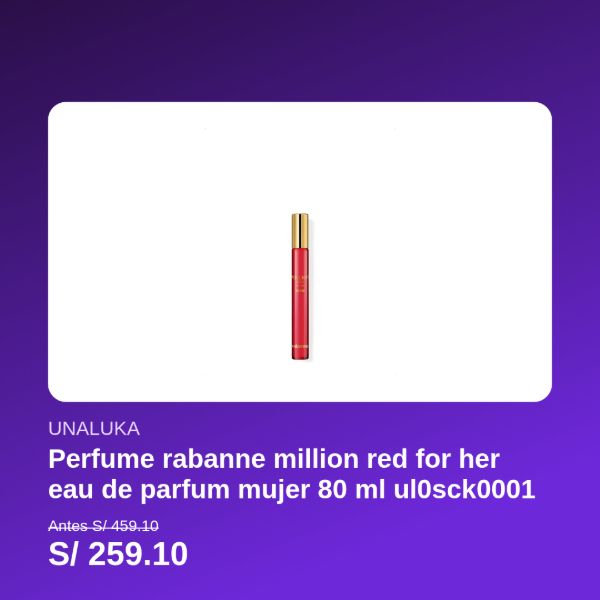 UNALUKA
Perfume rabanne million red for her
eau de parfum mujer 80 ml ul0sck0001
Antes S/ 459.10
S/ 259.10